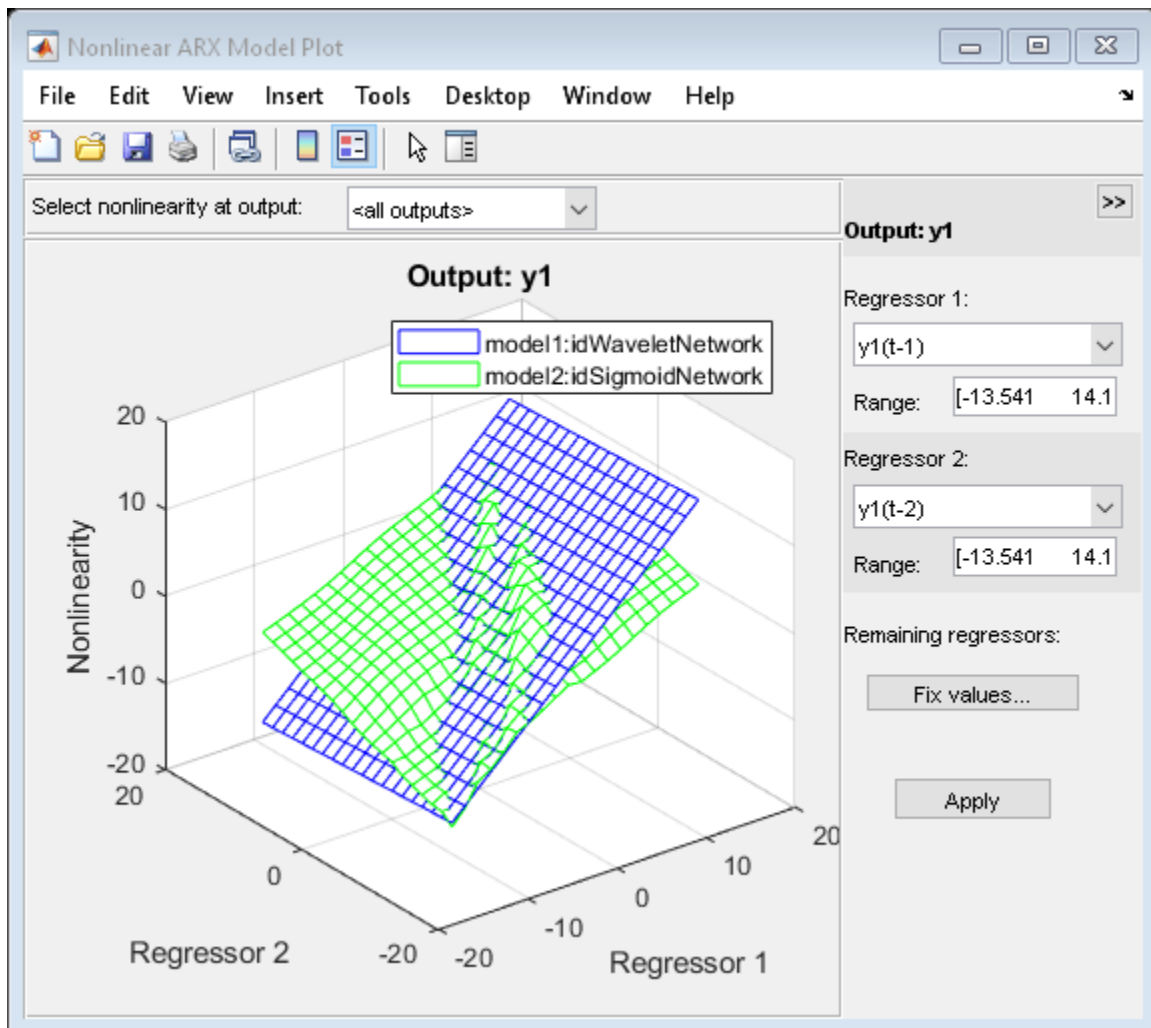 Nonlinear ARX Model Plot
File Edit View Insert Tools Desktop Window Help
Select nonlinearity at output: <all outputs>
>>
Output: y1
Output: y1
model1:idWaveletNetwork
model2:idSigmoidNetwork
20
10
0
-10
-20
Nonlinearity
20
0
-20
Regressor 2
-20
-10
0
10
20
Regressor 1
Regressor 1:
y1(t-1)
Range: [-13.541 14.1
Regressor 2:
y1(t-2)
Range: [-13.541 14.1
Remaining regressors:
Fix values...
Apply